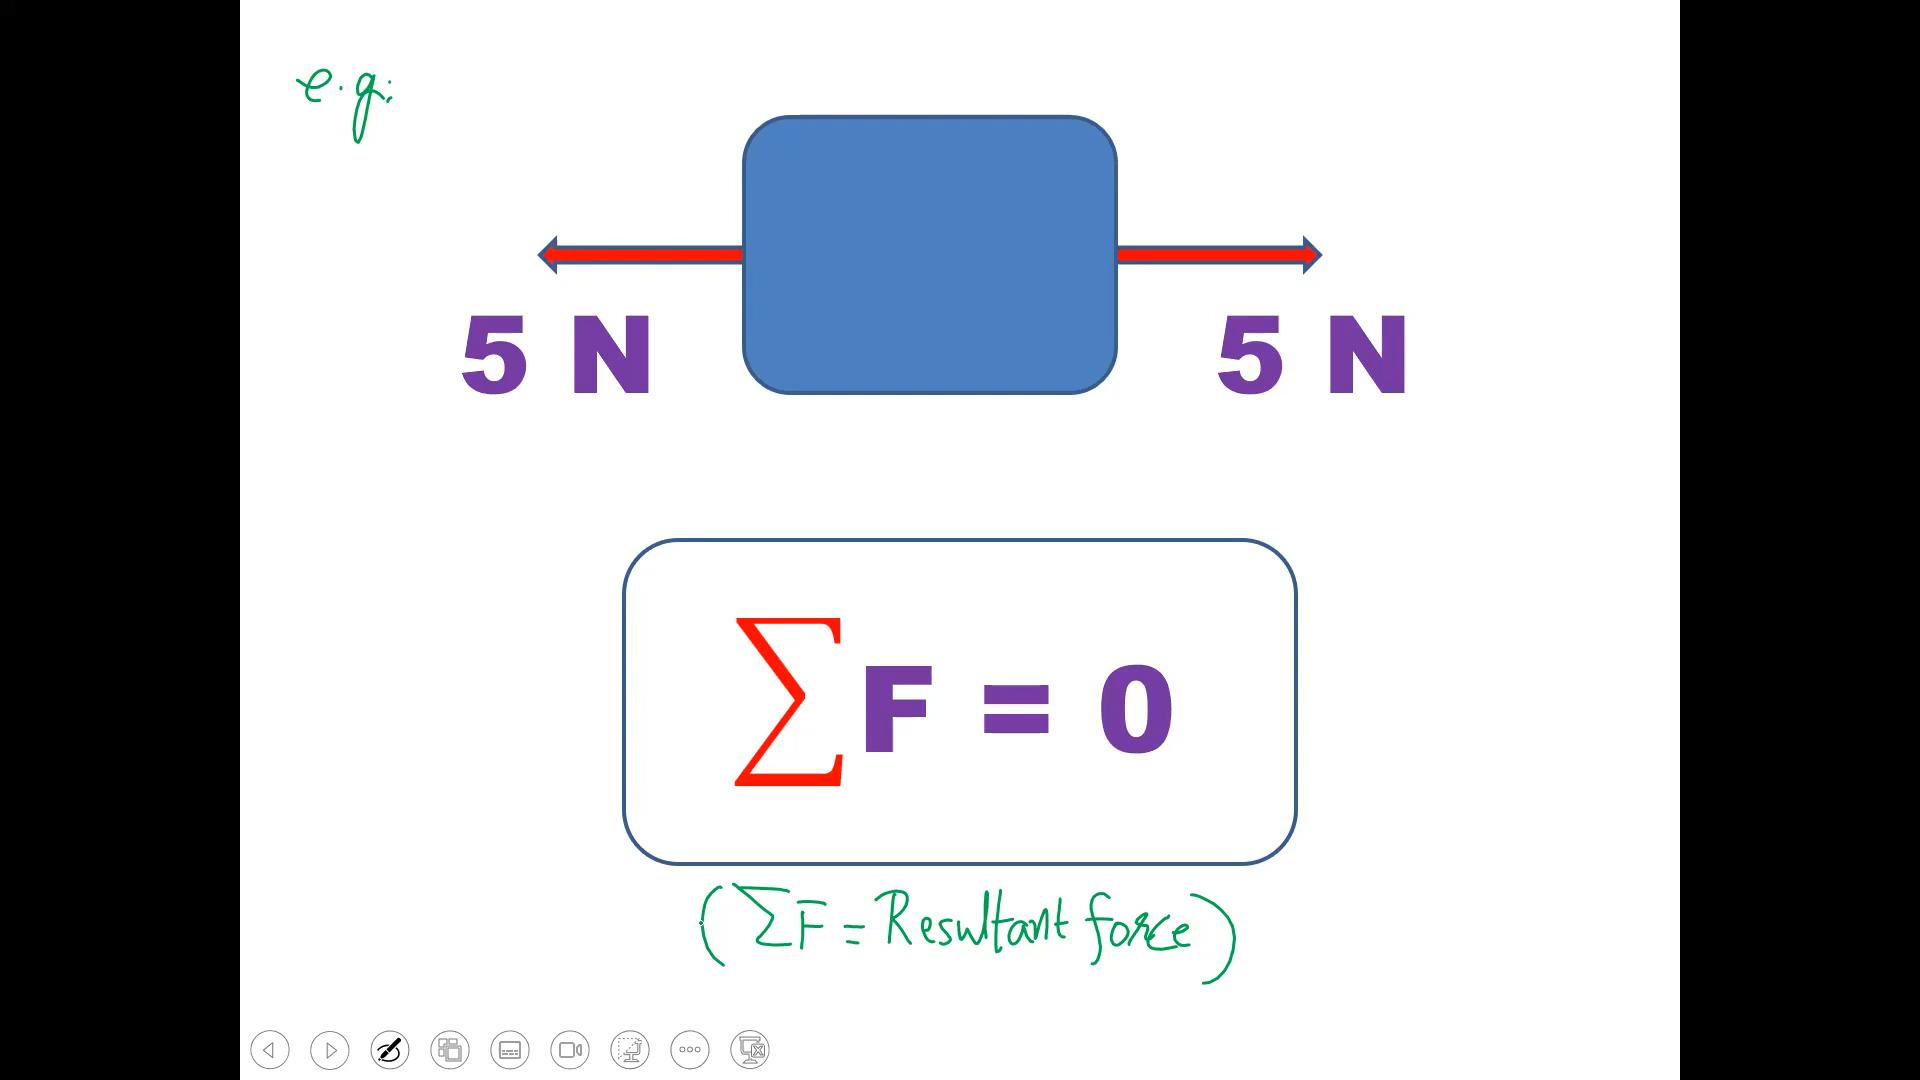 e.g:
5 N 5 N
∑F = 0
(∑F = Resultant force)